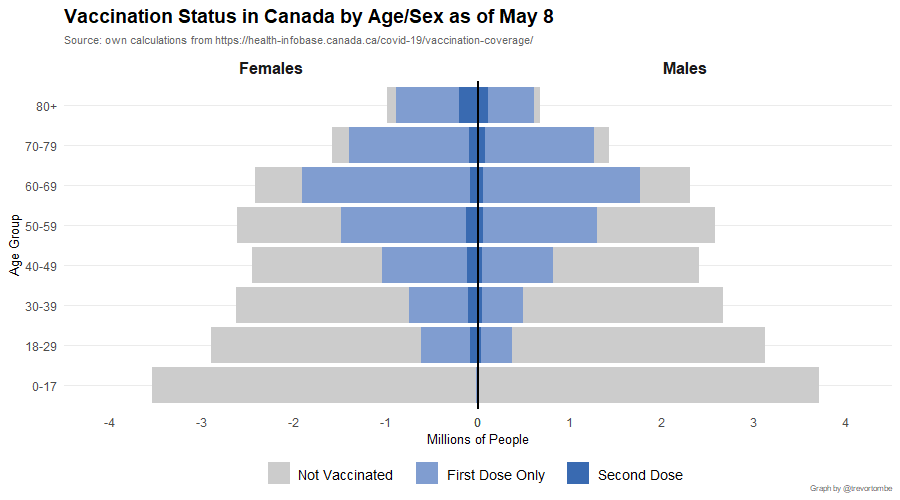 Vaccination Status in Canada by Age/Sex as of May 8
Source: own calculations from https://health-infobase.canada.ca/covid-19/vaccination-coverage/
Females Males
80+
70-79
60-69
50-59
40-49
30-39
18-29
0-17
Age Group
-4 -3 -2 -1 0 1 2 3 4
Millions of People
Not Vaccinated First Dose Only Second Dose
Graph by @trevortombe